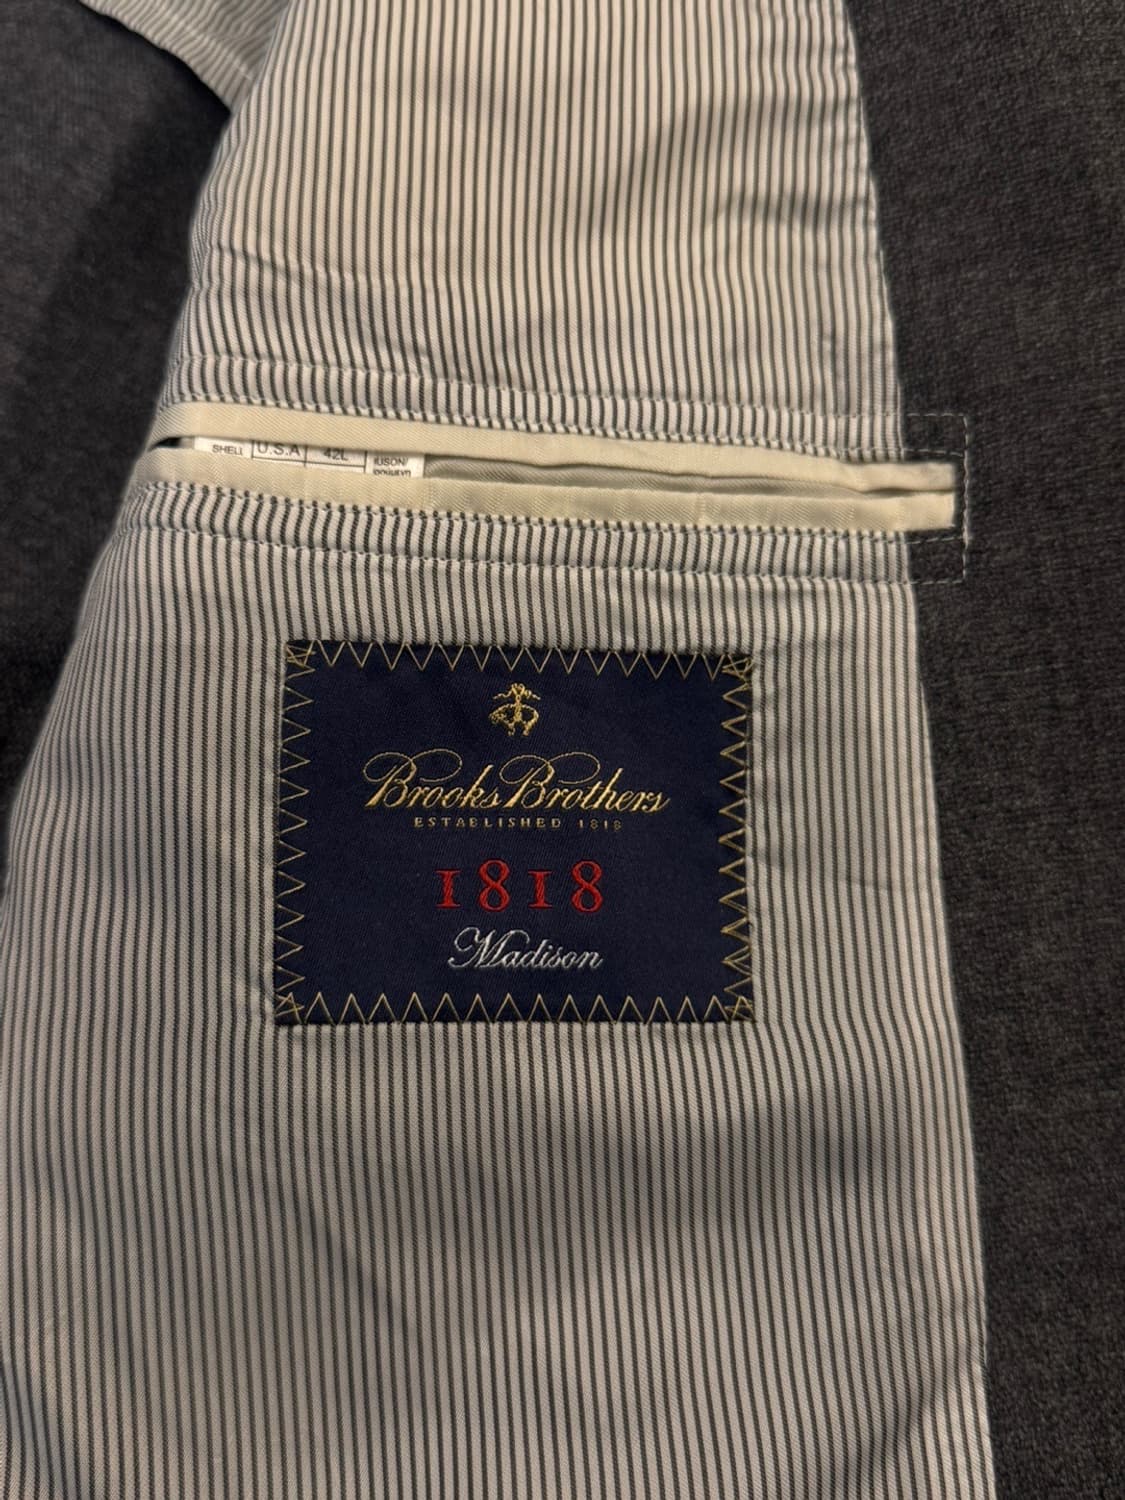 SHELL U.S.A 42L
Brooks Brothers
ESTABLISHED 1818
1818
Madison